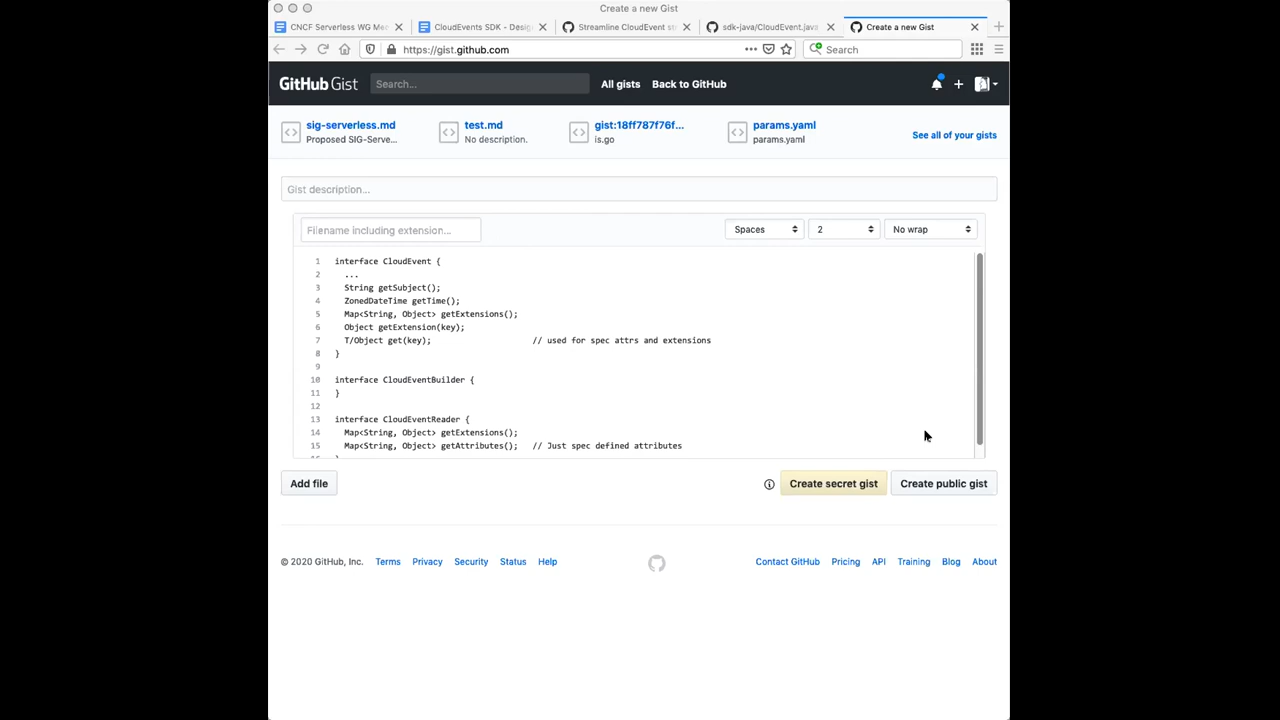 Create a new Gist
CNCF Serverless WG Me
CloudEvents SDK - Desig
Streamline CloudEvent st
sdk-java/CloudEvent.java
Create a new Gist
https://gist.github.com
Search
GitHub Gist
Search...
All gists
Back to GitHub
sig-serverless.md
Proposed SIG-Serve...
test.md
No description.
gist:18ff787f76f...
is.go
params.yaml
params.yaml
See all of your gists
Gist description...
Filename including extension...
Spaces
2
No wrap
1 interface CloudEvent {
2 ...
3 String getSubject();
4 ZonedDateTime getTime();
5 Map<String, Object> getExtensions();
6 Object getExtension(key);
7 T/Object get(key); // used for spec attrs and extensions
8 }
9
10 interface CloudEventBuilder {
11 }
12
13 interface CloudEventReader {
14 Map<String, Object> getExtensions();
15 Map<String, Object> getAttributes(); // Just spec defined attributes
Add file
Create secret gist
Create public gist
© 2020 GitHub, Inc.
Terms
Privacy
Security
Status
Help
Contact GitHub
Pricing
API
Training
Blog
About